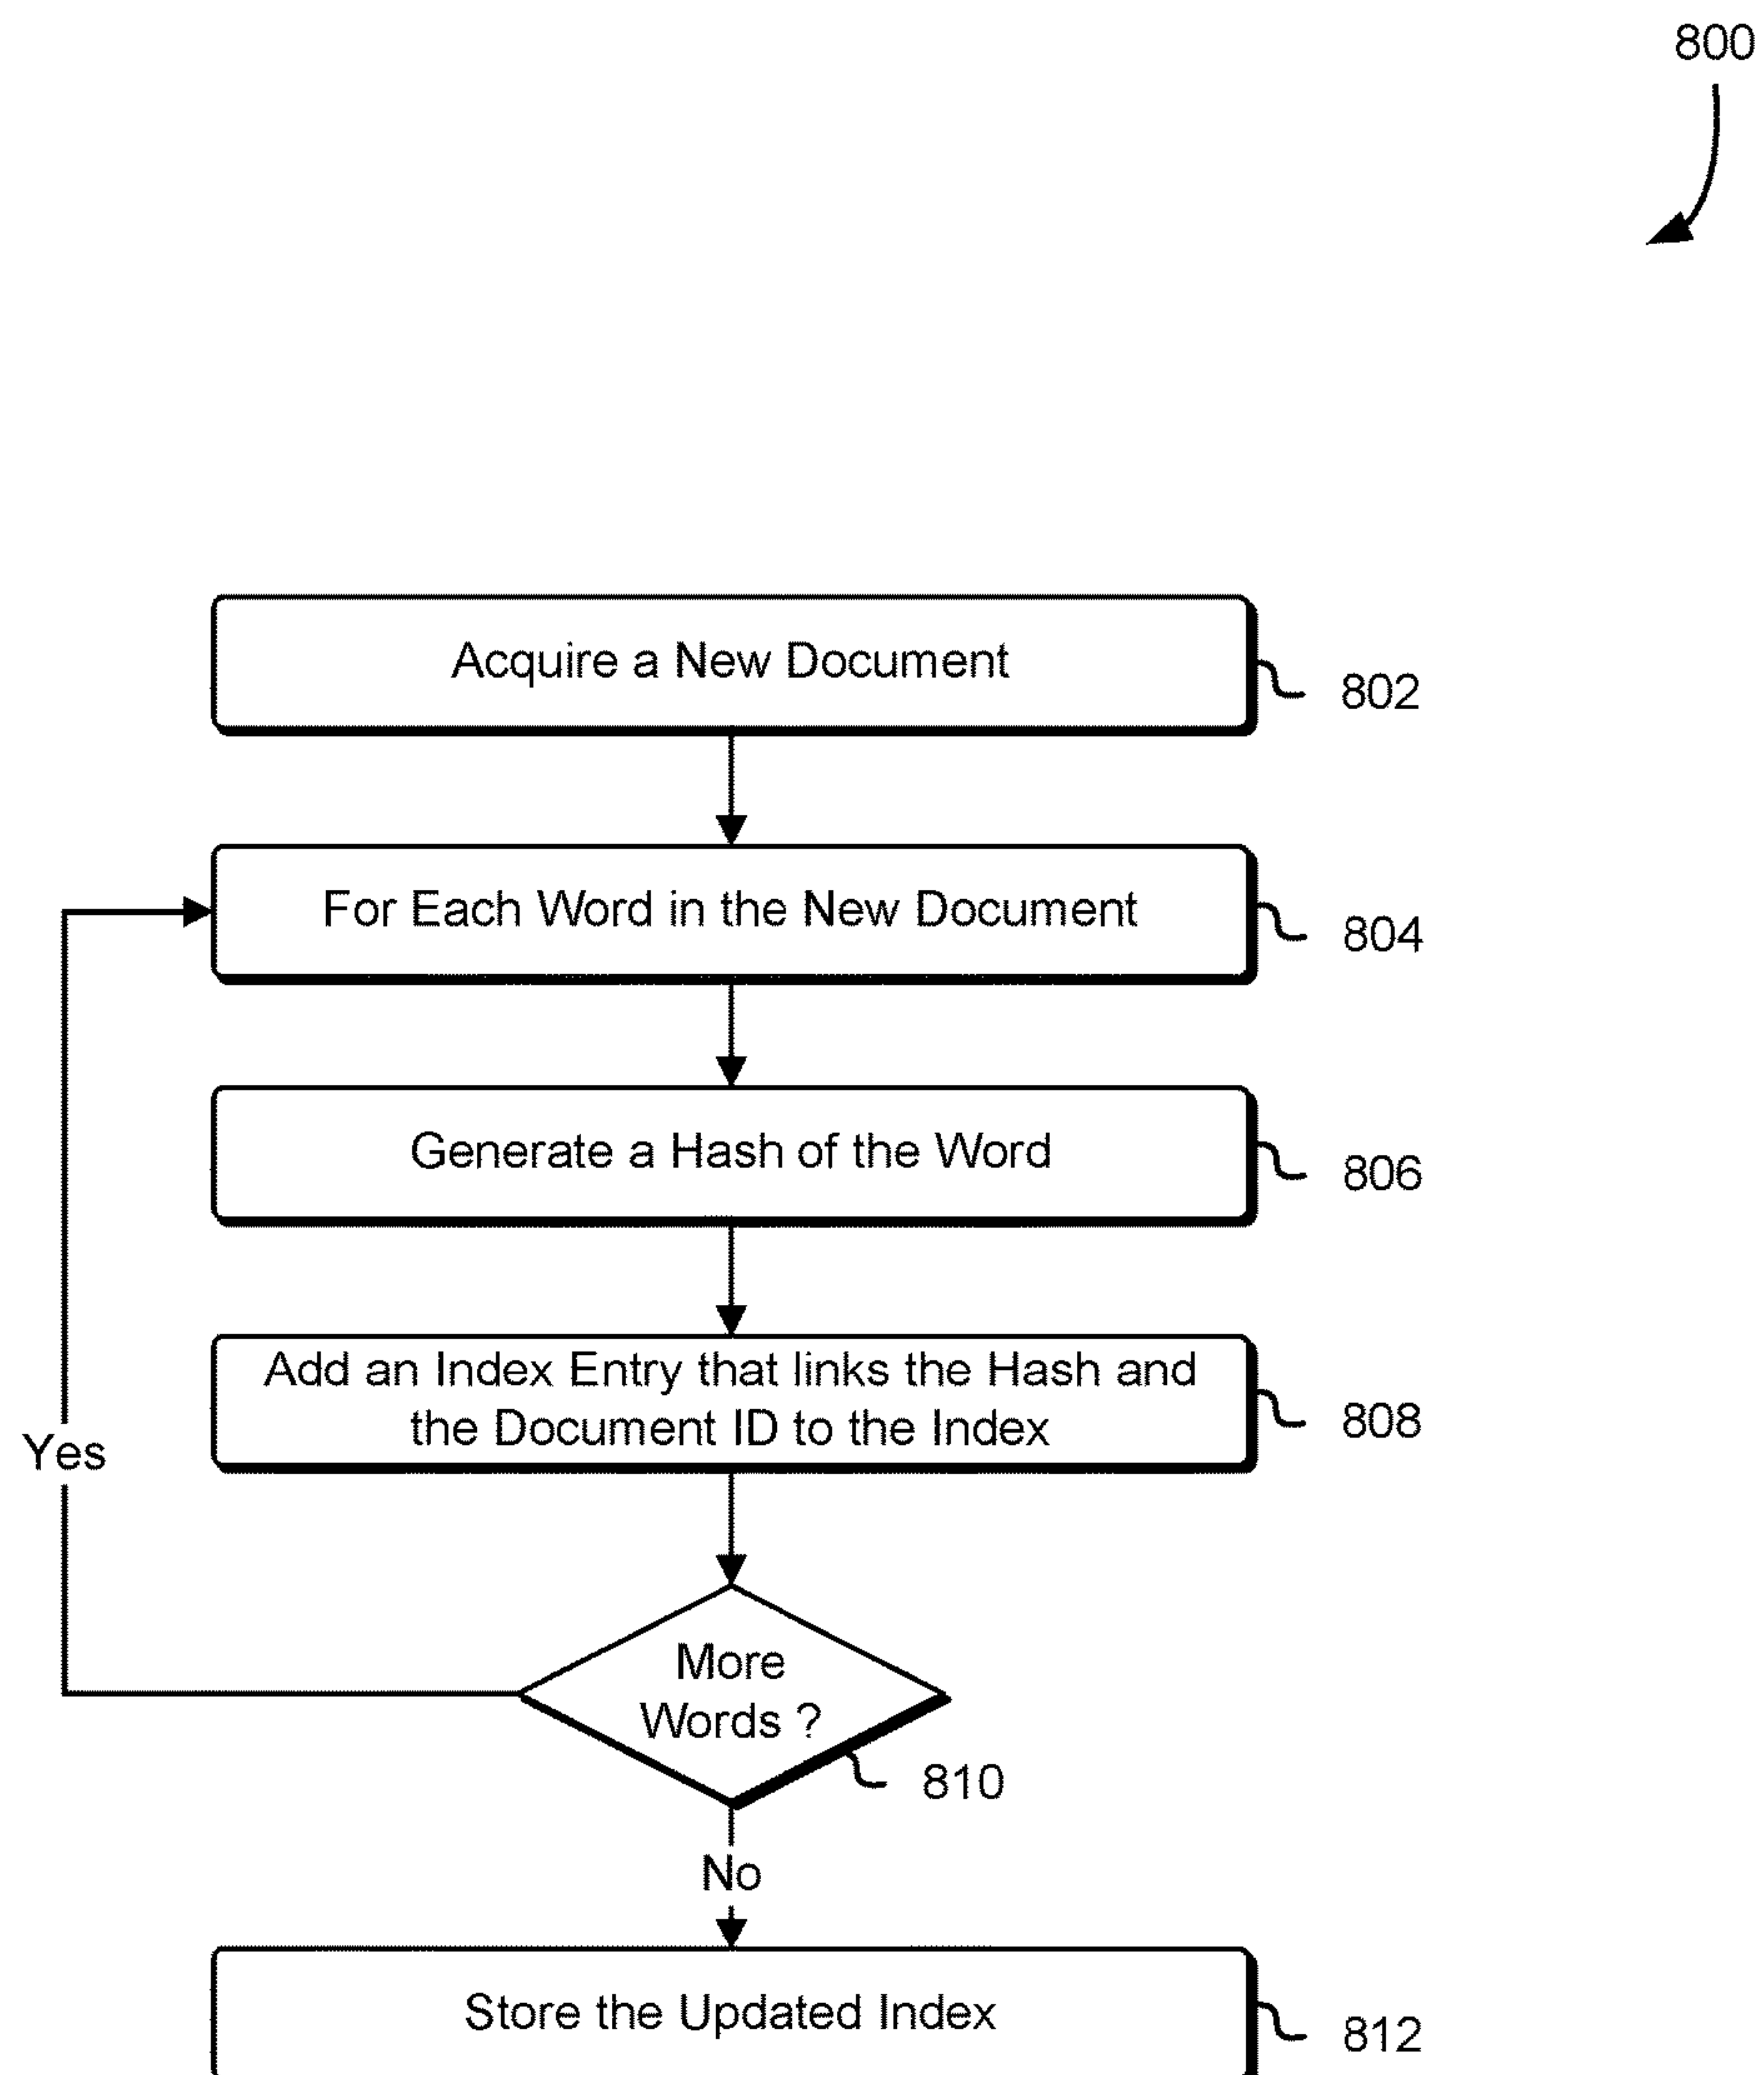 800
Acquire a New Document
802
For Each Word in the New Document
804
Generate a Hash of the Word
806
Add an Index Entry that links the Hash and
the Document ID to the Index
808
Yes
More
Words ?
810
No
Store the Updated Index
812